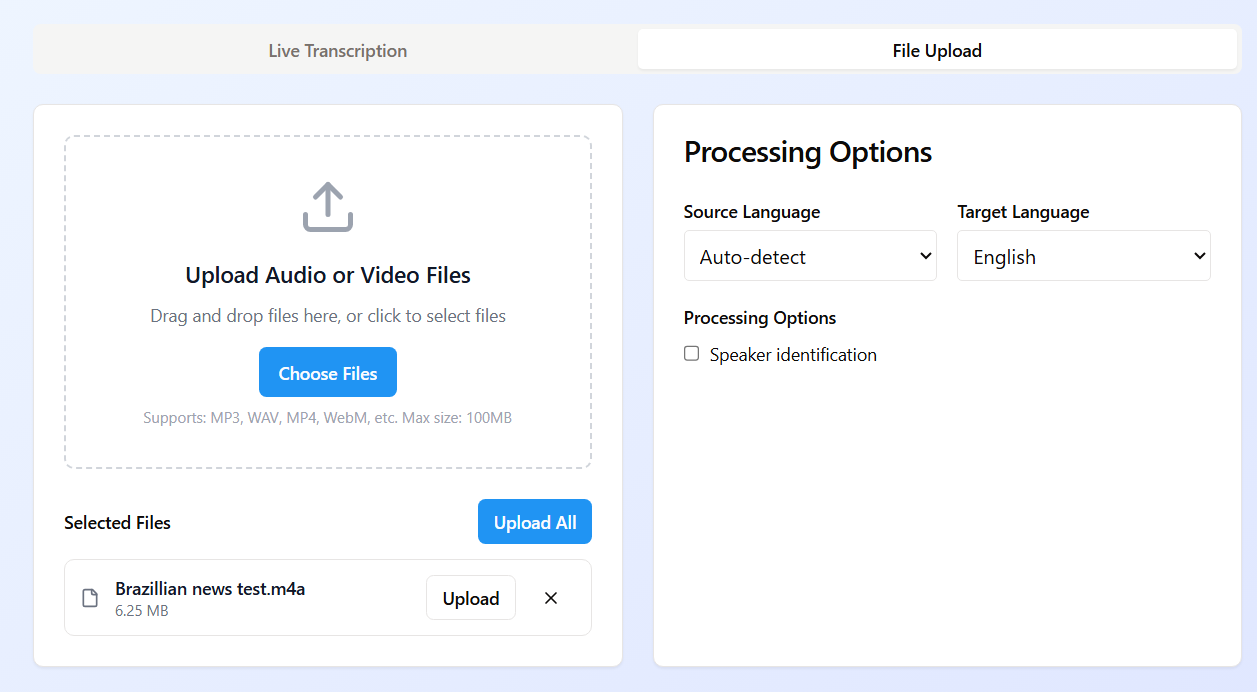 Live Transcription
File Upload
Upload Audio or Video Files
Drag and drop files here, or click to select files
Choose Files
Supports: MP3, WAV, MP4, WebM, etc. Max size: 100MB
Selected Files
Upload All
Brazillian news test.m4a
6.25 MB
Upload
Processing Options
Source Language
Target Language
Auto-detect
English
Processing Options
Speaker identification